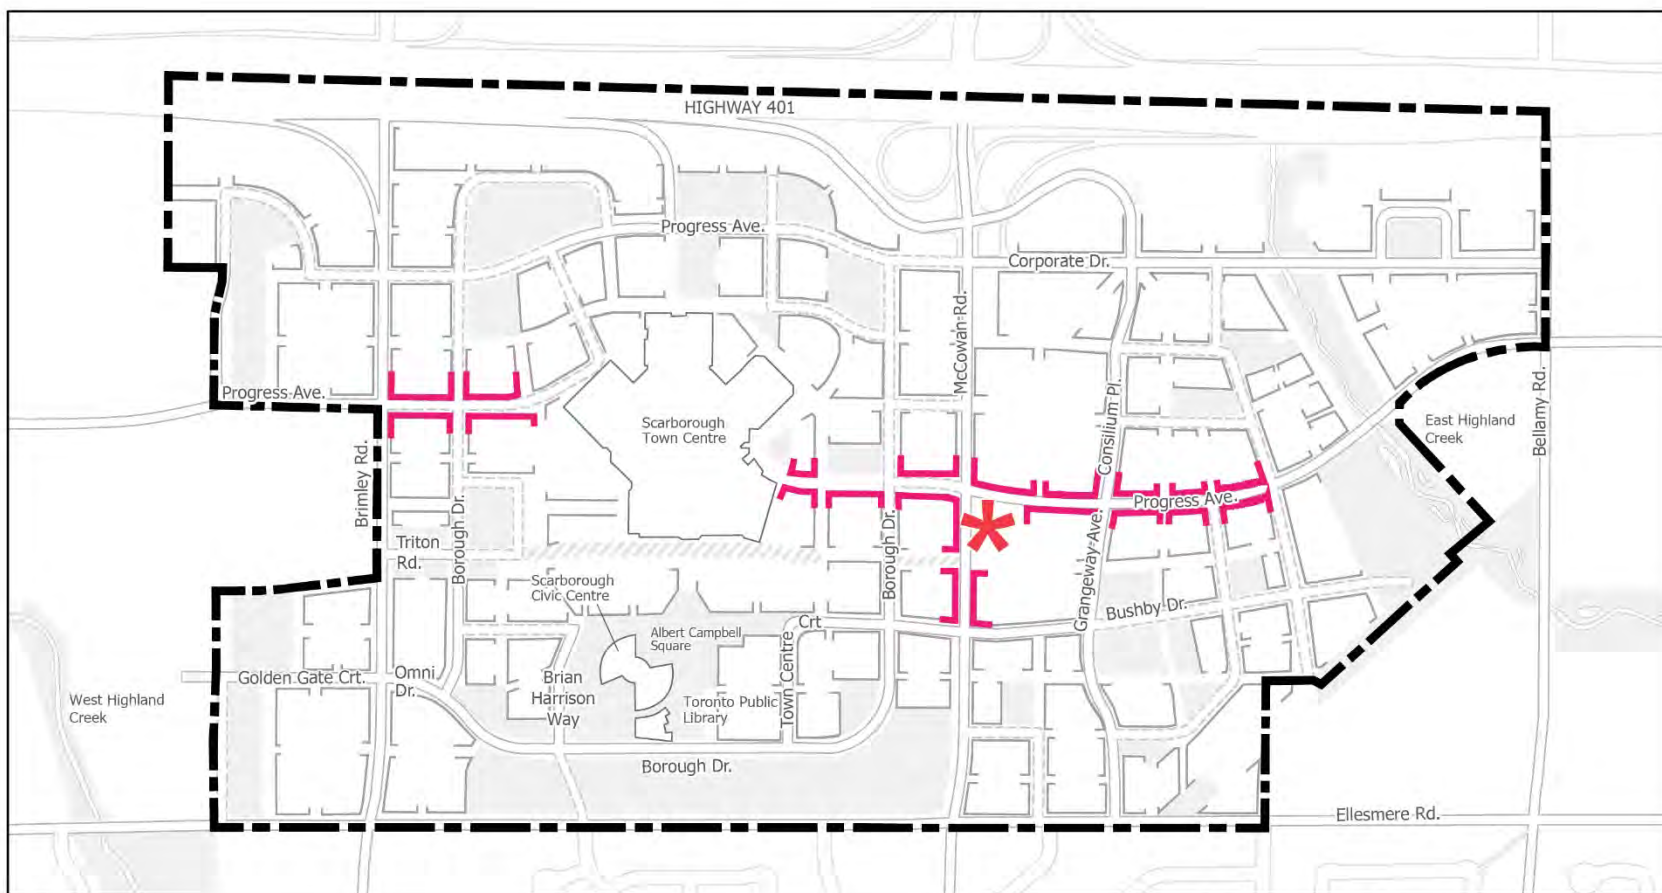 HIGHWAY 401
Progress Ave.
Corporate Dr.
McCowan Rd.
Progress Ave.
Consilium Pl.
Bellamy Rd.
East Highland
Creek
Scarborough
Town Centre
Brimley Rd.
Progress Ave.
Borough Dr.
Borough Dr.
Grangeway Ave.
Triton
Rd.
Scarborough
Civic Centre
Bushby Dr.
Albert Campbell
Square
Town Centre
Crt
Golden Gate Crt.
Omni
Dr.
Brian
Harrison
Way
Toronto Public
Library
West Highland
Creek
Borough Dr.
Ellesmere Rd.